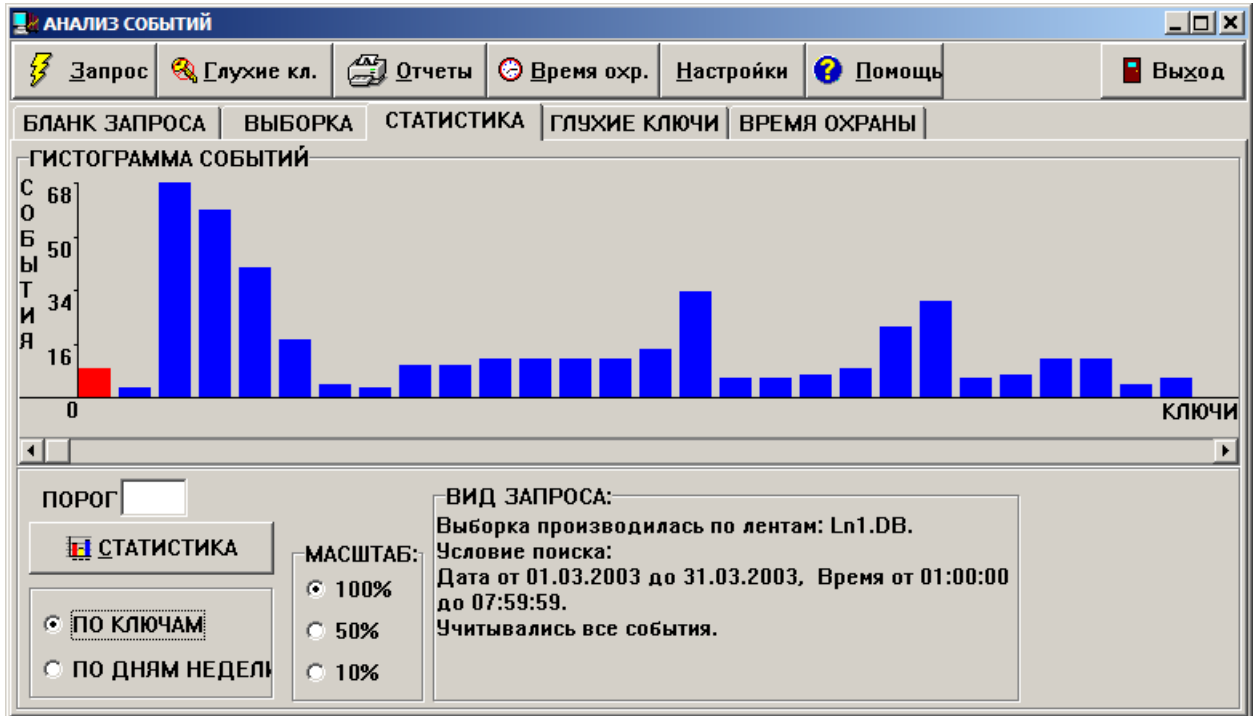 АНАЛИЗ СОБЫТИЙ
Запрос Глухие кл. Отчеты Время охр. Настройки Помощь Выход
БЛАНК ЗАПРОСА ВЫБОРКА СТАТИСТИКА ГЛУХИЕ КЛЮЧИ ВРЕМЯ ОХРАНЫ
ГИСТОГРАММА СОБЫТИЙ
СОБЫТИЯ
68
50
34
16
0
КЛЮЧИ
ПОРОГ
СТАТИСТИКА
ПО КЛЮЧАМ
ПО ДНЯМ НЕДЕЛИ
МАСШТАБ:
100%
50%
10%
ВИД ЗАПРОСА:
Выборка производилась по лентам: Ln1.DB.
Условие поиска:
Дата от 01.03.2003 до 31.03.2003, Время от 01:00:00
до 07:59:59.
Учитывались все события.